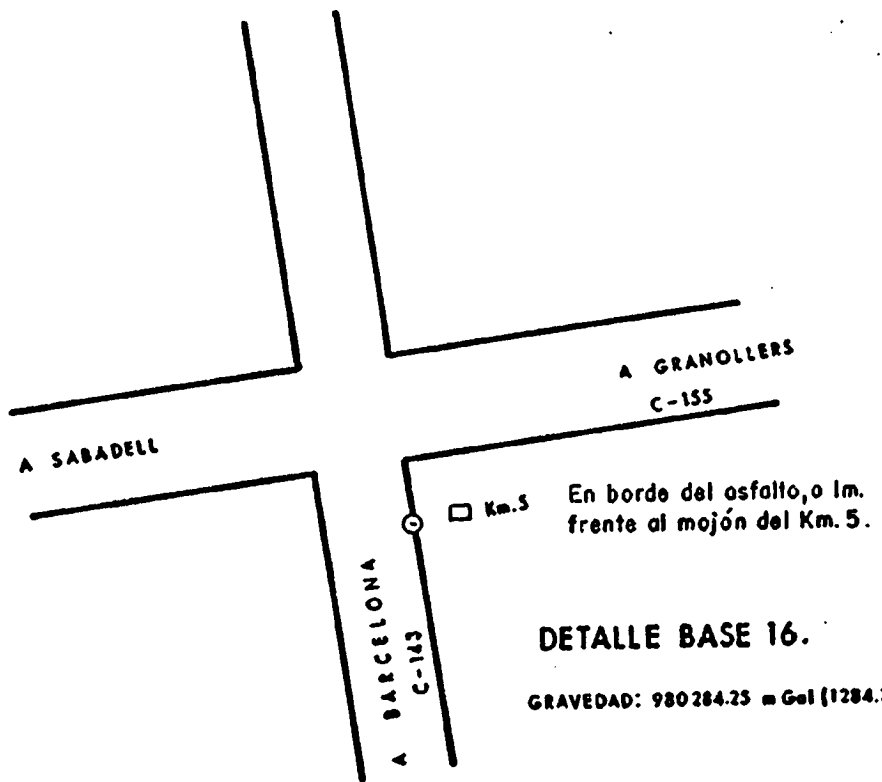 A GRANOLLERS
C-155
A SABADELL
Km.5
En borde del asfalto, a 1m.
frente al mojón del Km. 5.
A BARCELONA
C-143
DETALLE BASE 16.
GRAVEDAD: 980284.25 mGal